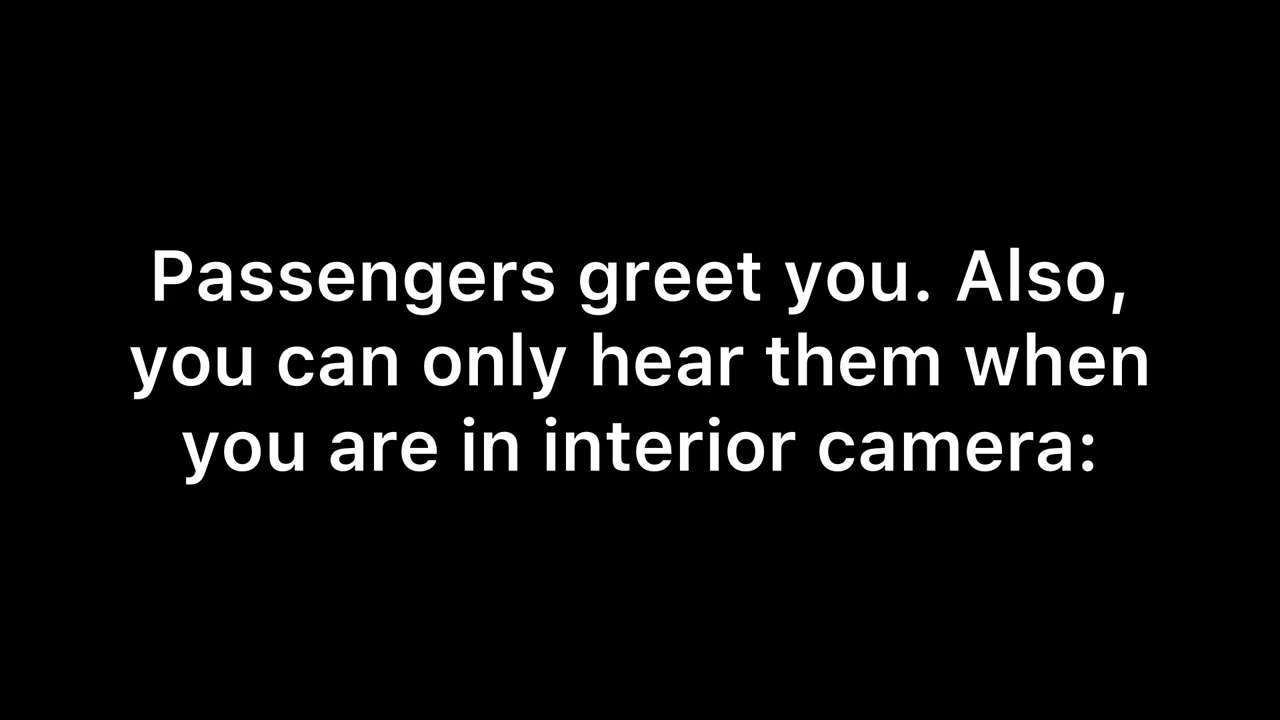 Passengers greet you. Also,
you can only hear them when
you are in interior camera: